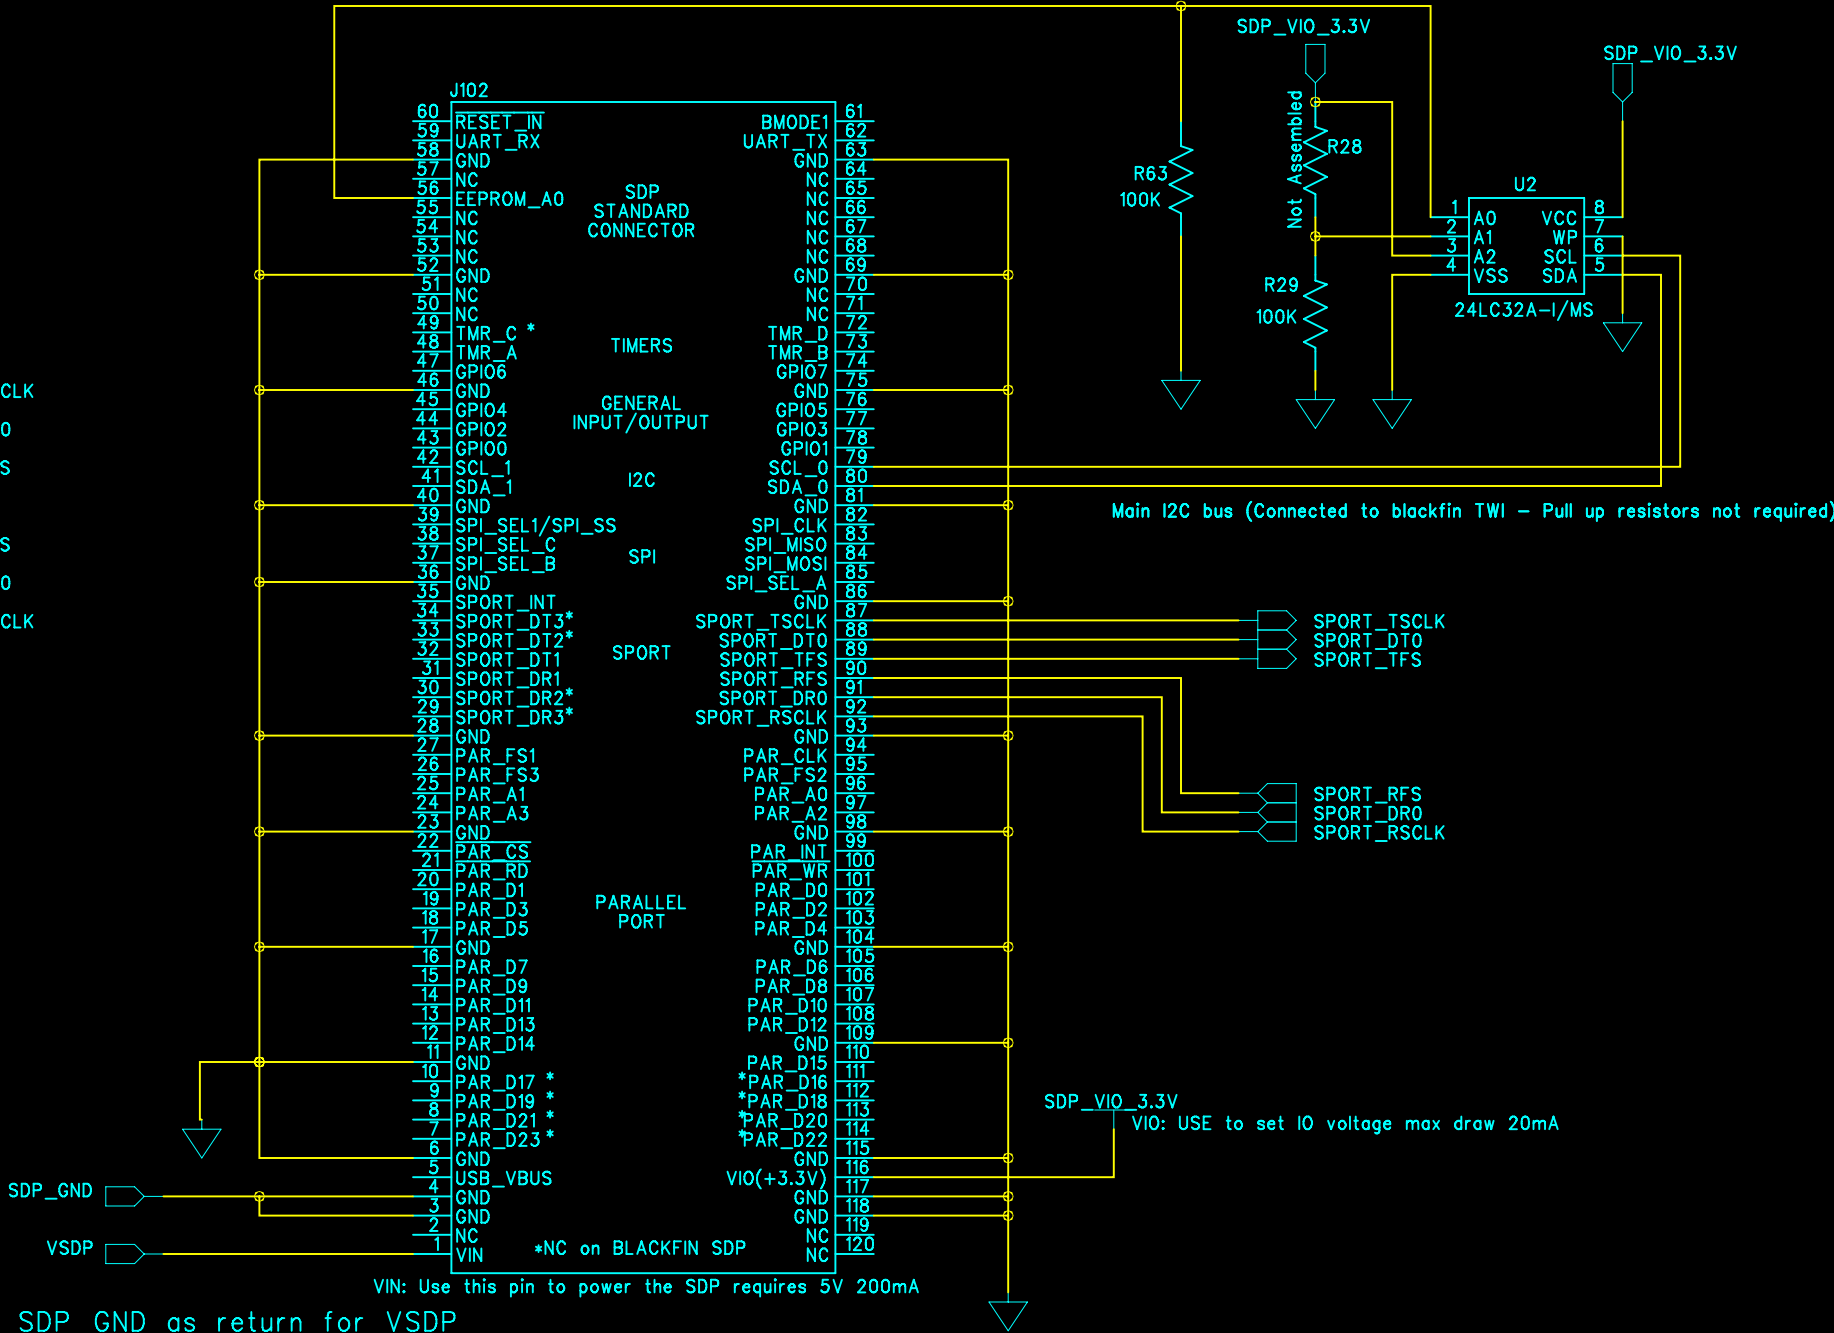 SDP_VIO_3.3V
SDP_VIO_3.3V
J102
60 RESET_IN BMODE1 61
59 UART_RX UART_TX 62
58 GND GND 63
57 NC NC 64
56 EEPROM_A0 NC 65
55 NC NC 66
54 NC NC 67
53 NC NC 68
52 GND GND 69
51 NC NC 70
50 NC NC 71
49 TMR_C * TMR_D 72
48 TMR_A TMR_B 73
47 GPIO6 GPIO7 74
46 GND GND 75
45 GPIO4 GPIO5 76
44 GPIO2 GPIO3 77
43 GPIO0 GPIO1 78
42 SCL_1 SCL_0 79
41 SDA_1 SDA_0 80
40 GND GND 81
39 SPI_SEL1/SPI_SS SPI_CLK 82
38 SPI_SEL_C SPI_MISO 83
37 SPI_SEL_B SPI_MOSI 84
36 GND SPI_SEL_A 85
35 SPORT_INT GND 86
34 SPORT_DT3* SPORT_TSCLK 87
33 SPORT_DT2* SPORT_DT0 88
32 SPORT_DT1 SPORT_TFS 89
31 SPORT_DR1 SPORT_RFS 90
30 SPORT_DR2* SPORT_DR0 91
29 SPORT_DR3* SPORT_RSCLK 92
28 GND GND 93
27 PAR_FS1 PAR_CLK 94
26 PAR_FS3 PAR_FS2 95
25 PAR_A1 PAR_A0 96
24 PAR_A3 PAR_A2 97
23 GND GND 98
22 PAR_CS PAR_INT 99
21 PAR_RD PAR_WR 100
20 PAR_D1 PAR_D0 101
19 PAR_D3 PAR_D2 102
18 PAR_D5 PAR_D4 103
17 GND GND 104
16 PAR_D7 PAR_D6 105
15 PAR_D9 PAR_D8 106
14 PAR_D11 PAR_D10 107
13 PAR_D13 PAR_D12 108
12 PAR_D14 GND 109
11 GND PAR_D15 110
10 PAR_D17 * *PAR_D16 111
9 PAR_D19 * *PAR_D18 112
8 PAR_D21 * *PAR_D20 113
7 PAR_D23 * *PAR_D22 114
6 GND GND 115
5 USB_VBUS VIO(+3.3V) 116
4 GND GND 117
3 GND GND 118
2 NC NC 119
1 VIN NC 120
SDP
STANDARD
CONNECTOR
TIMERS
GENERAL
INPUT/OUTPUT
I2C
SPI
SPORT
PARALLEL
PORT
*NC on BLACKFIN SDP
VIN: Use this pin to power the SDP requires 5V 200mA
CLK
0
S
S
0
CLK
SDP_GND
VSDP
SDP GND as return for VSDP
R63
100K
Not Assembled
R28
R29
100K
U2
1 A0 VCC 8
2 A1 WP 7
3 A2 SCL 6
4 VSS SDA 5
24LC32A-I/MS
Main I2C bus (Connected to blackfin TWI - Pull up resistors not required)
SPORT_TSCLK
SPORT_DT0
SPORT_TFS
SPORT_RFS
SPORT_DR0
SPORT_RSCLK
SDP_VIO_3.3V
VIO: USE to set IO voltage max draw 20mA